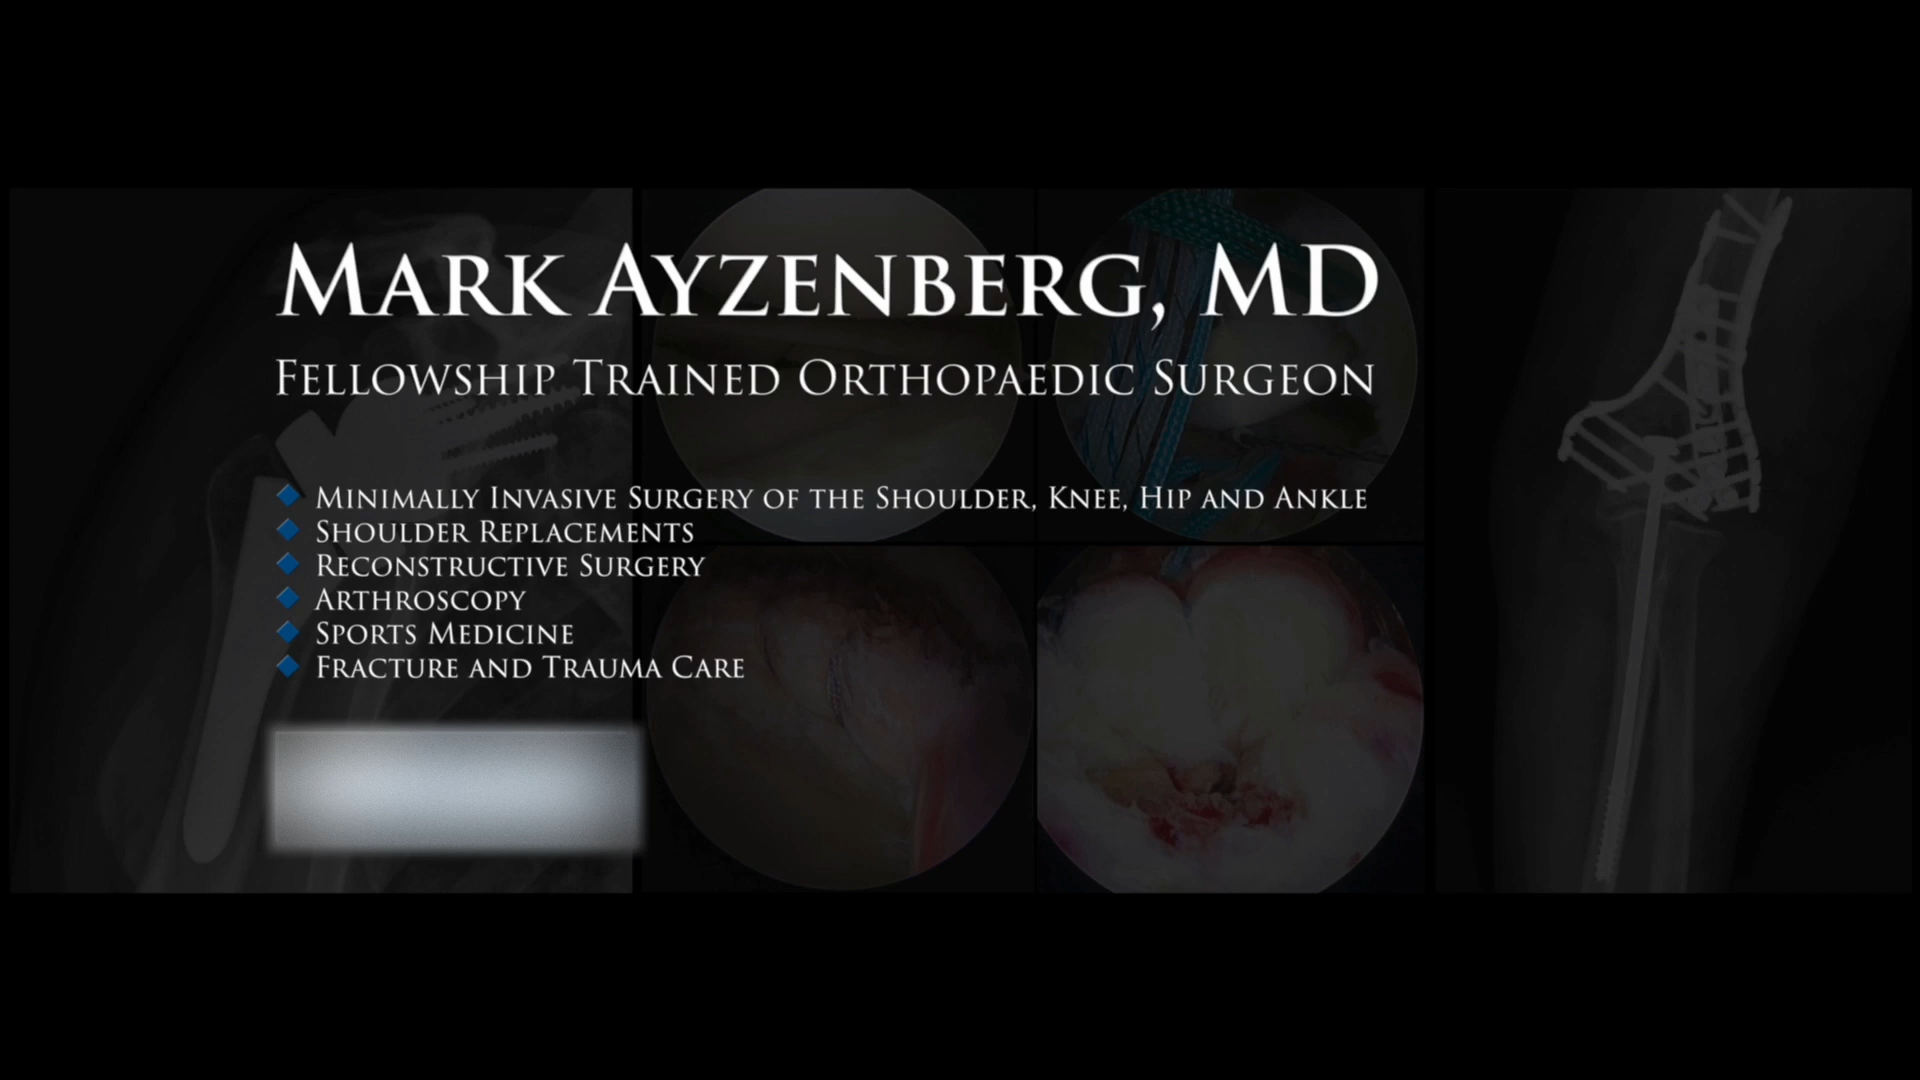 Mark Ayzenberg, MD
Fellowship Trained Orthopaedic Surgeon
Minimally Invasive Surgery of the Shoulder, Knee, Hip and Ankle
Shoulder Replacements
Reconstructive Surgery
Arthroscopy
Sports Medicine
Fracture and Trauma Care